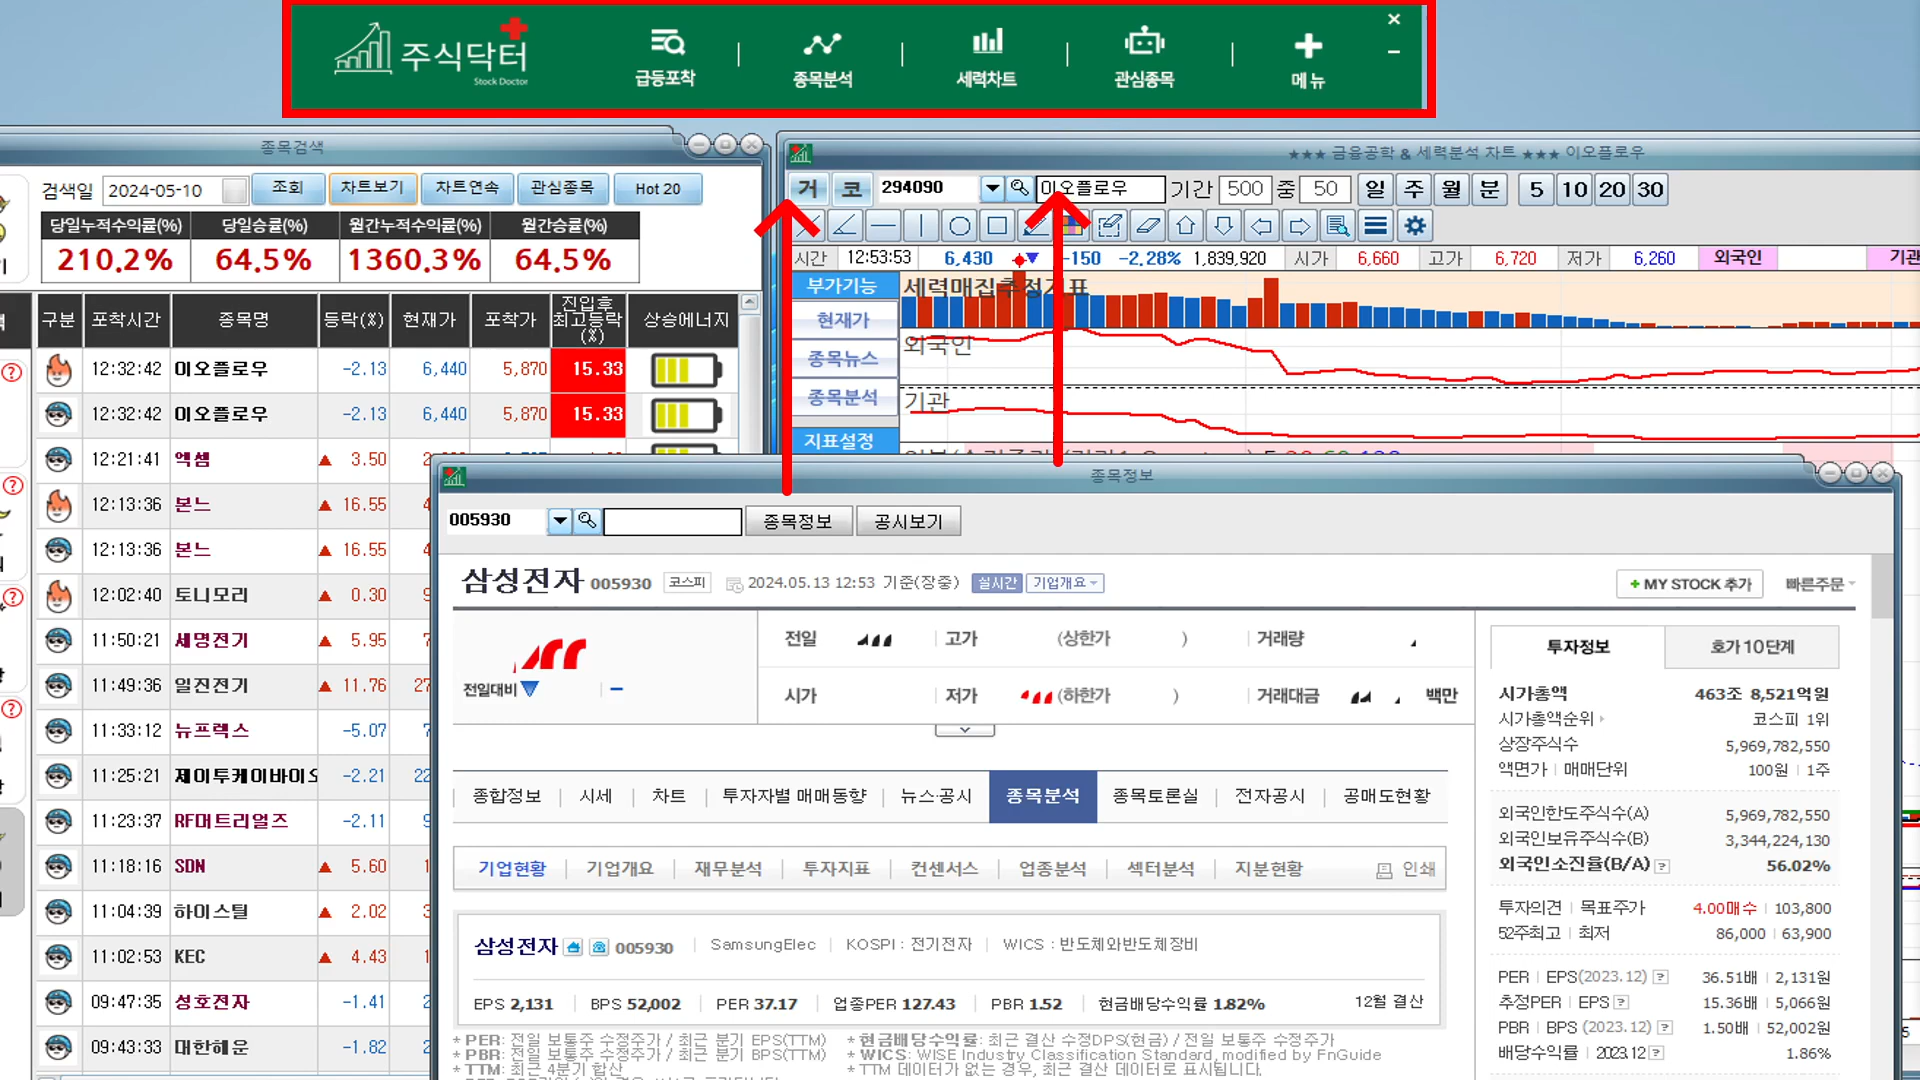 주식닥터
Stock Doctor
급등포착
종목분석
세력차트
관심종목
메뉴
종목검색
검색일 2024-05-10 조회 차트보기 차트연속 관심종목 Hot 20
당일누적수익률(%) 당일승률(%) 월간누적수익률(%) 월간승률(%)
210.2% 64.5% 1360.3% 64.5%
구분 포착시간 종목명 등락(%) 현재가 포착가 진입후 최고등락 (%) 상승에너지
12:32:42 이오플로우 -2.13 6,440 5,870 15.33
12:32:42 이오플로우 -2.13 6,440 5,870 15.33
12:21:41 엑셈 ▲ 3.50
12:13:36 본느 ▲ 16.55
12:13:36 본느 ▲ 16.55
12:02:40 토니모리 ▲ 0.30
11:50:21 세명전기 ▲ 5.95
11:49:36 일진전기 ▲ 11.76
11:33:12 뉴프렉스 -5.07
11:25:21 제이투케이바이오 -2.21
11:23:37 RF머트리얼즈 -2.11
11:18:16 SDN ▲ 5.60
11:04:39 하이스틸 ▲ 2.02
11:02:53 KEC ▲ 4.43
09:47:35 성호전자 -1.41
09:43:33 대한해운 -1.82
★★★ 금융공학 & 세력분석 차트 ★★★ 이오플로우
거 코 294090 이오플로우 기간 500 중 50 일 주 월 분 5 10 20 30
시간 12:53:53 6,430 -150 -2.28% 1,839,920 시가 6,660 고가 6,720 저가 6,260 외국인 기관
부가기능
현재가
종목뉴스
종목분석
지표설정
세력매집추정지표
외국인
기관
종목정보
005930 종목정보 공시보기
삼성전자 005930 코스피 2024.05.13 12:53 기준(장중) 실시간 기업개요
+ MY STOCK 추가 빠른주문
전일대비
전일 고가 (상한가 ) 거래량
시가 저가 (하한가 ) 거래대금 백만
종합정보 시세 차트 투자자별 매매동향 뉴스·공시 종목분석 종목토론실 전자공시 공매도현황
기업현황 기업개요 재무분석 투자지표 컨센서스 업종분석 섹터분석 지분현황 인쇄
삼성전자 005930 SamsungElec KOSPI : 전기전자 WICS : 반도체와반도체장비
EPS 2,131 BPS 52,002 PER 37.17 업종PER 127.43 PBR 1.52 현금배당수익률 1.82% 12월 결산
* PER: 전일 보통주 수정주가 / 최근 분기 EPS(TTM) * 현금배당수익률: 최근 결산 수정DPS(현금) / 전일 보통주 수정주가
* PBR: 전일 보통주 수정주가 / 최근 분기 BPS(TTM) * WICS: WISE Industry Classification Standard, modified by FnGuide
* TTM: 최근 4분기 합산 * TTM 데이터가 없는 경우, 최근 결산 데이터로 표시됩니다.
투자정보 호가 10단계
시가총액 463조 8,521억원
시가총액순위 코스피 1위
상장주식수 5,969,782,550
액면가 | 매매단위 100원 | 1주
외국인한도주식수(A) 5,969,782,550
외국인보유주식수(B) 3,344,224,130
외국인소진율(B/A) ? 56.02%
투자의견 | 목표주가 4.00매수 | 103,800
52주최고 | 최저 86,000 | 63,900
PER | EPS(2023.12) ? 36.51배 | 2,131원
추정PER | EPS ? 15.36배 | 5,066원
PBR | BPS (2023.12) ? 1.50배 | 52,002원
배당수익률 | 2023.12 ? 1.86%